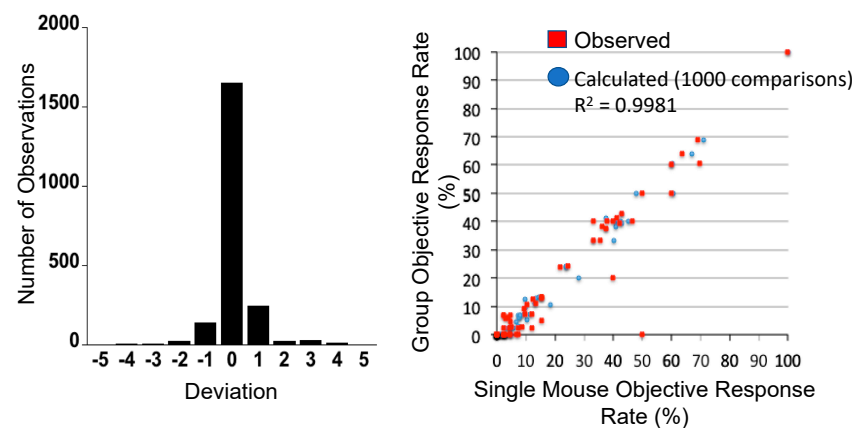 2000
1500
1000
500
0
Number of Observations
-5 -4 -3 -2 -1 0 1 2 3 4 5
Deviation
Observed
Calculated (1000 comparisons)
R² = 0.9981
100
90
80
70
60
50
40
30
20
10
0
Group Objective Response Rate
(%)
0 10 20 30 40 50 60 70 80 90 100
Single Mouse Objective Response
Rate (%)